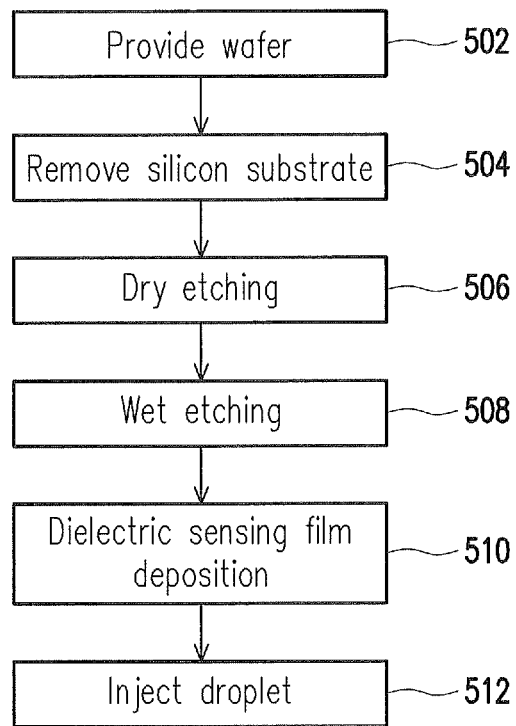 Provide wafer
502
Remove silicon substrate
504
Dry etching
506
Wet etching
508
Dielectric sensing film
deposition
510
Inject droplet
512